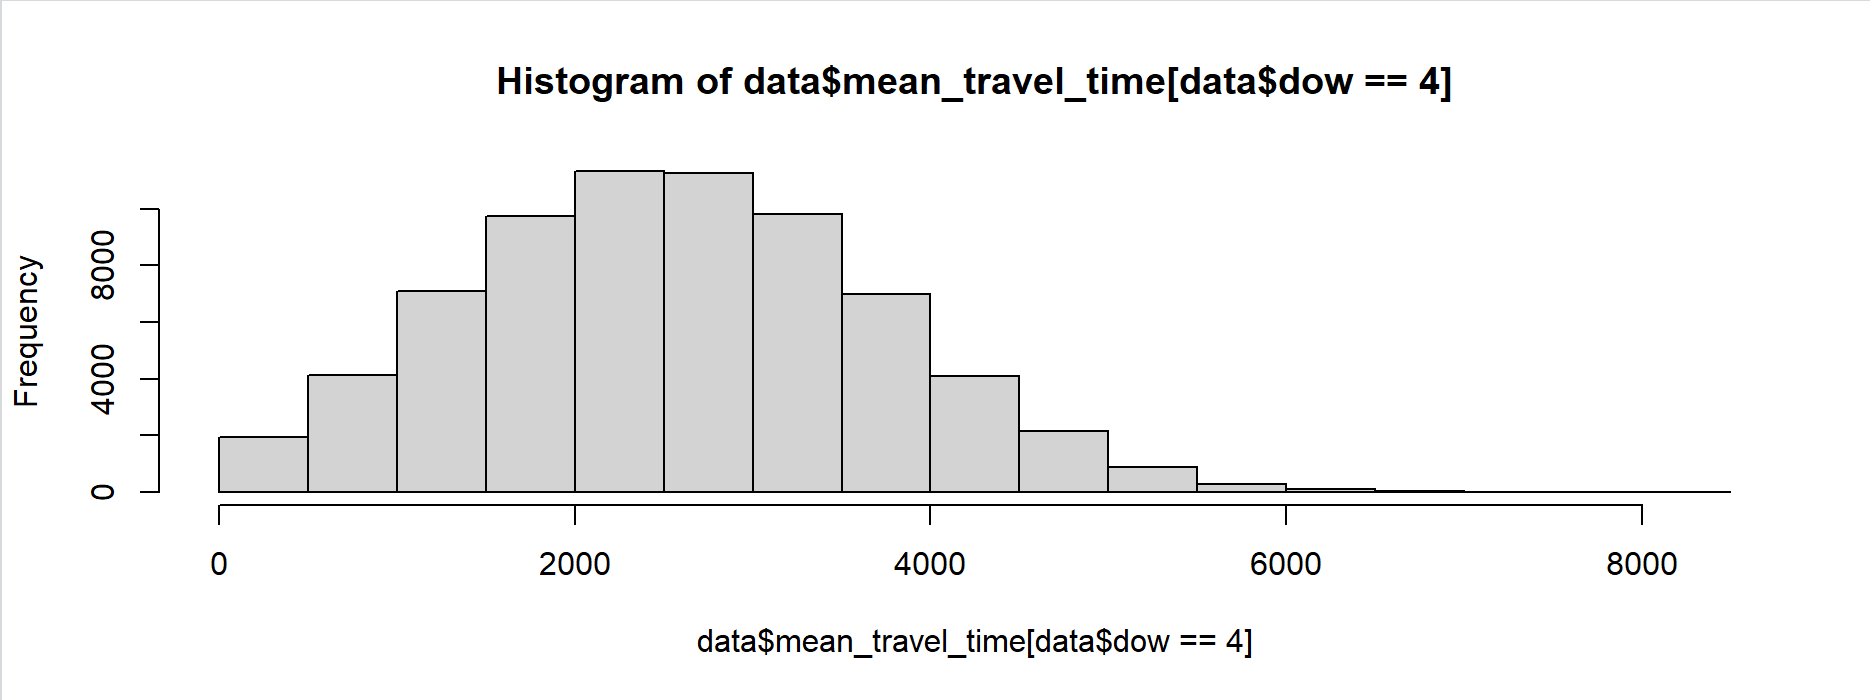 Histogram of data$mean_travel_time[data$dow == 4]
Frequency
8000
4000
0
0 2000 4000 6000 8000
data$mean_travel_time[data$dow == 4]